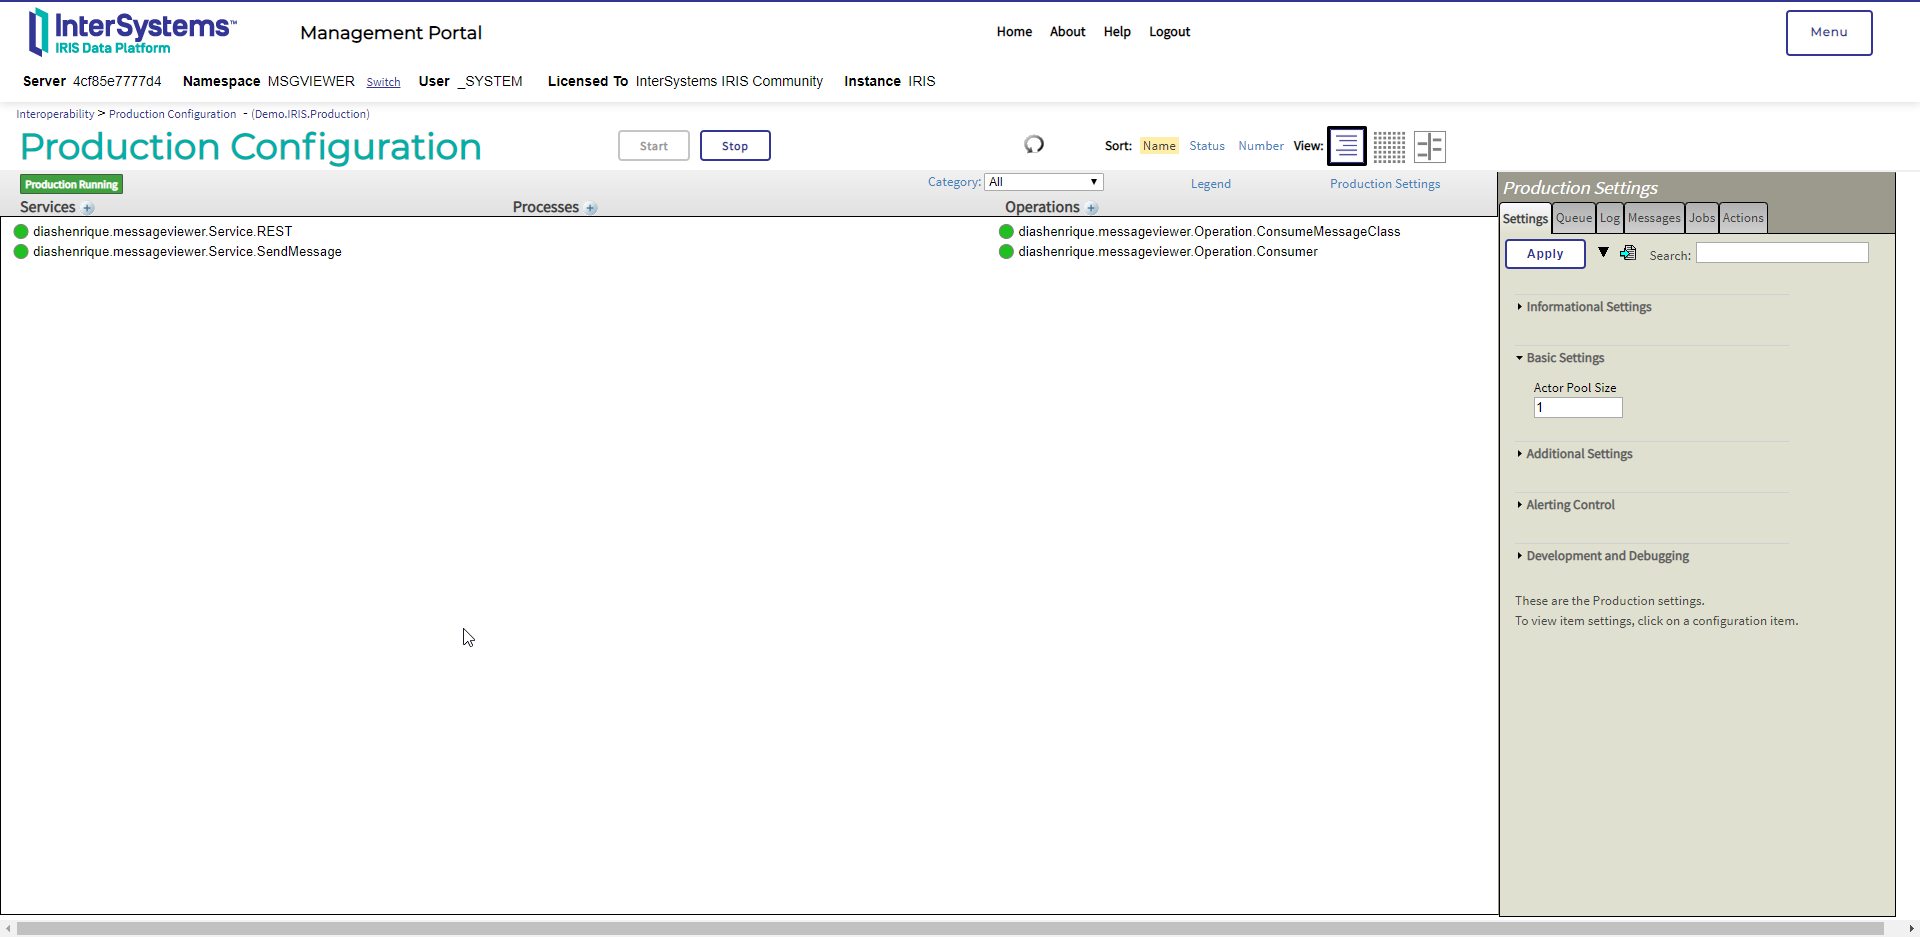 InterSystems™
IRIS Data Platform
Management Portal
Home About Help Logout
Menu
Server 4cf85e7777d4 Namespace MSGVIEWER Switch User _SYSTEM Licensed To InterSystems IRIS Community Instance IRIS
Interoperability > Production Configuration - (Demo.IRIS.Production)
Production Configuration
Start Stop
Sort: Name Status Number View:
Production Running
Category: All
Legend
Production Settings
Services
Processes
Operations
diashenrique.messageviewer.Service.REST
diashenrique.messageviewer.Service.SendMessage
diashenrique.messageviewer.Operation.ConsumeMessageClass
diashenrique.messageviewer.Operation.Consumer
Production Settings
Settings Queue Log Messages Jobs Actions
Apply Search:
Informational Settings
Basic Settings
Actor Pool Size
1
Additional Settings
Alerting Control
Development and Debugging
These are the Production settings.
To view item settings, click on a configuration item.